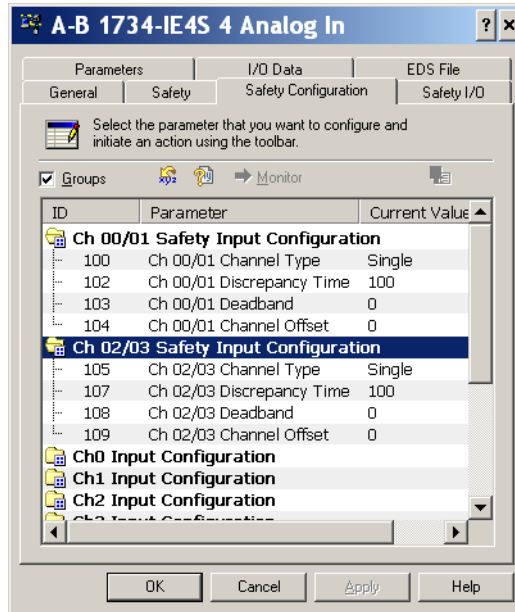 A-B 1734-IE4S 4 Analog In ? ×
Parameters I/O Data EDS File
General Safety Safety Configuration Safety I/O
Select the parameter that you want to configure and
initiate an action using the toolbar.
Groups xyz ? Monitor
ID Parameter Current Value
Ch 00/01 Safety Input Configuration
100 Ch 00/01 Channel Type Single
102 Ch 00/01 Discrepancy Time 100
103 Ch 00/01 Deadband 0
104 Ch 00/01 Channel Offset 0
Ch 02/03 Safety Input Configuration
105 Ch 02/03 Channel Type Single
107 Ch 02/03 Discrepancy Time 100
108 Ch 02/03 Deadband 0
109 Ch 02/03 Channel Offset 0
Ch0 Input Configuration
Ch1 Input Configuration
Ch2 Input Configuration
Ch3 Input Configuration
OK Cancel Apply Help